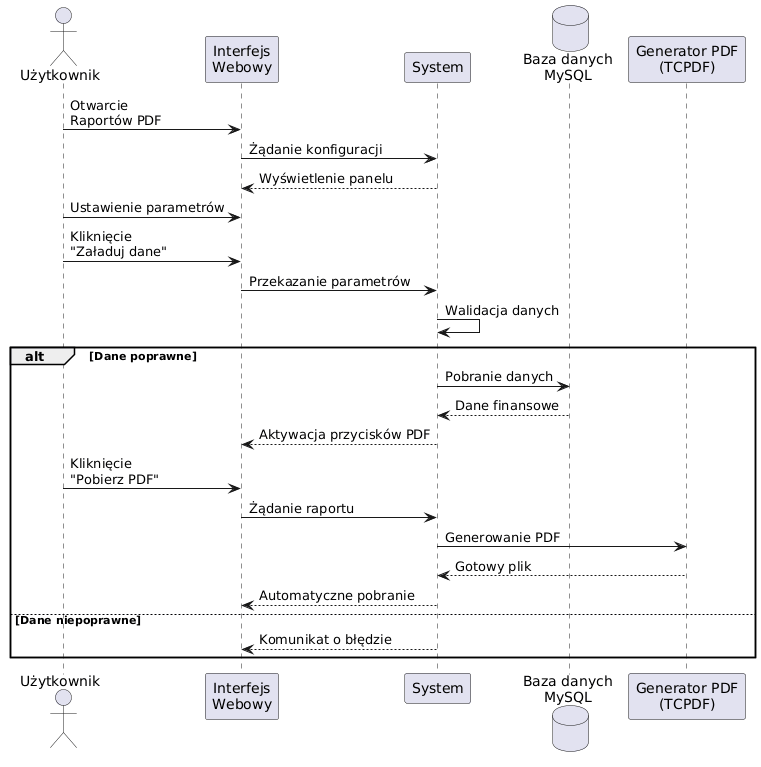 Użytkownik
Interfejs
Webowy
System
Baza danych
MySQL
Generator PDF
(TCPDF)
Otwarcie
Raportów PDF
Żądanie konfiguracji
Wyświetlenie panelu
Ustawienie parametrów
Kliknięcie
"Załaduj dane"
Przekazanie parametrów
Walidacja danych
alt
[Dane poprawne]
Pobranie danych
Dane finansowe
Aktywacja przycisków PDF
Kliknięcie
"Pobierz PDF"
Żądanie raportu
Generowanie PDF
Gotowy plik
Automatyczne pobranie
[Dane niepoprawne]
Komunikat o błędzie
Użytkownik
Interfejs
Webowy
System
Baza danych
MySQL
Generator PDF
(TCPDF)